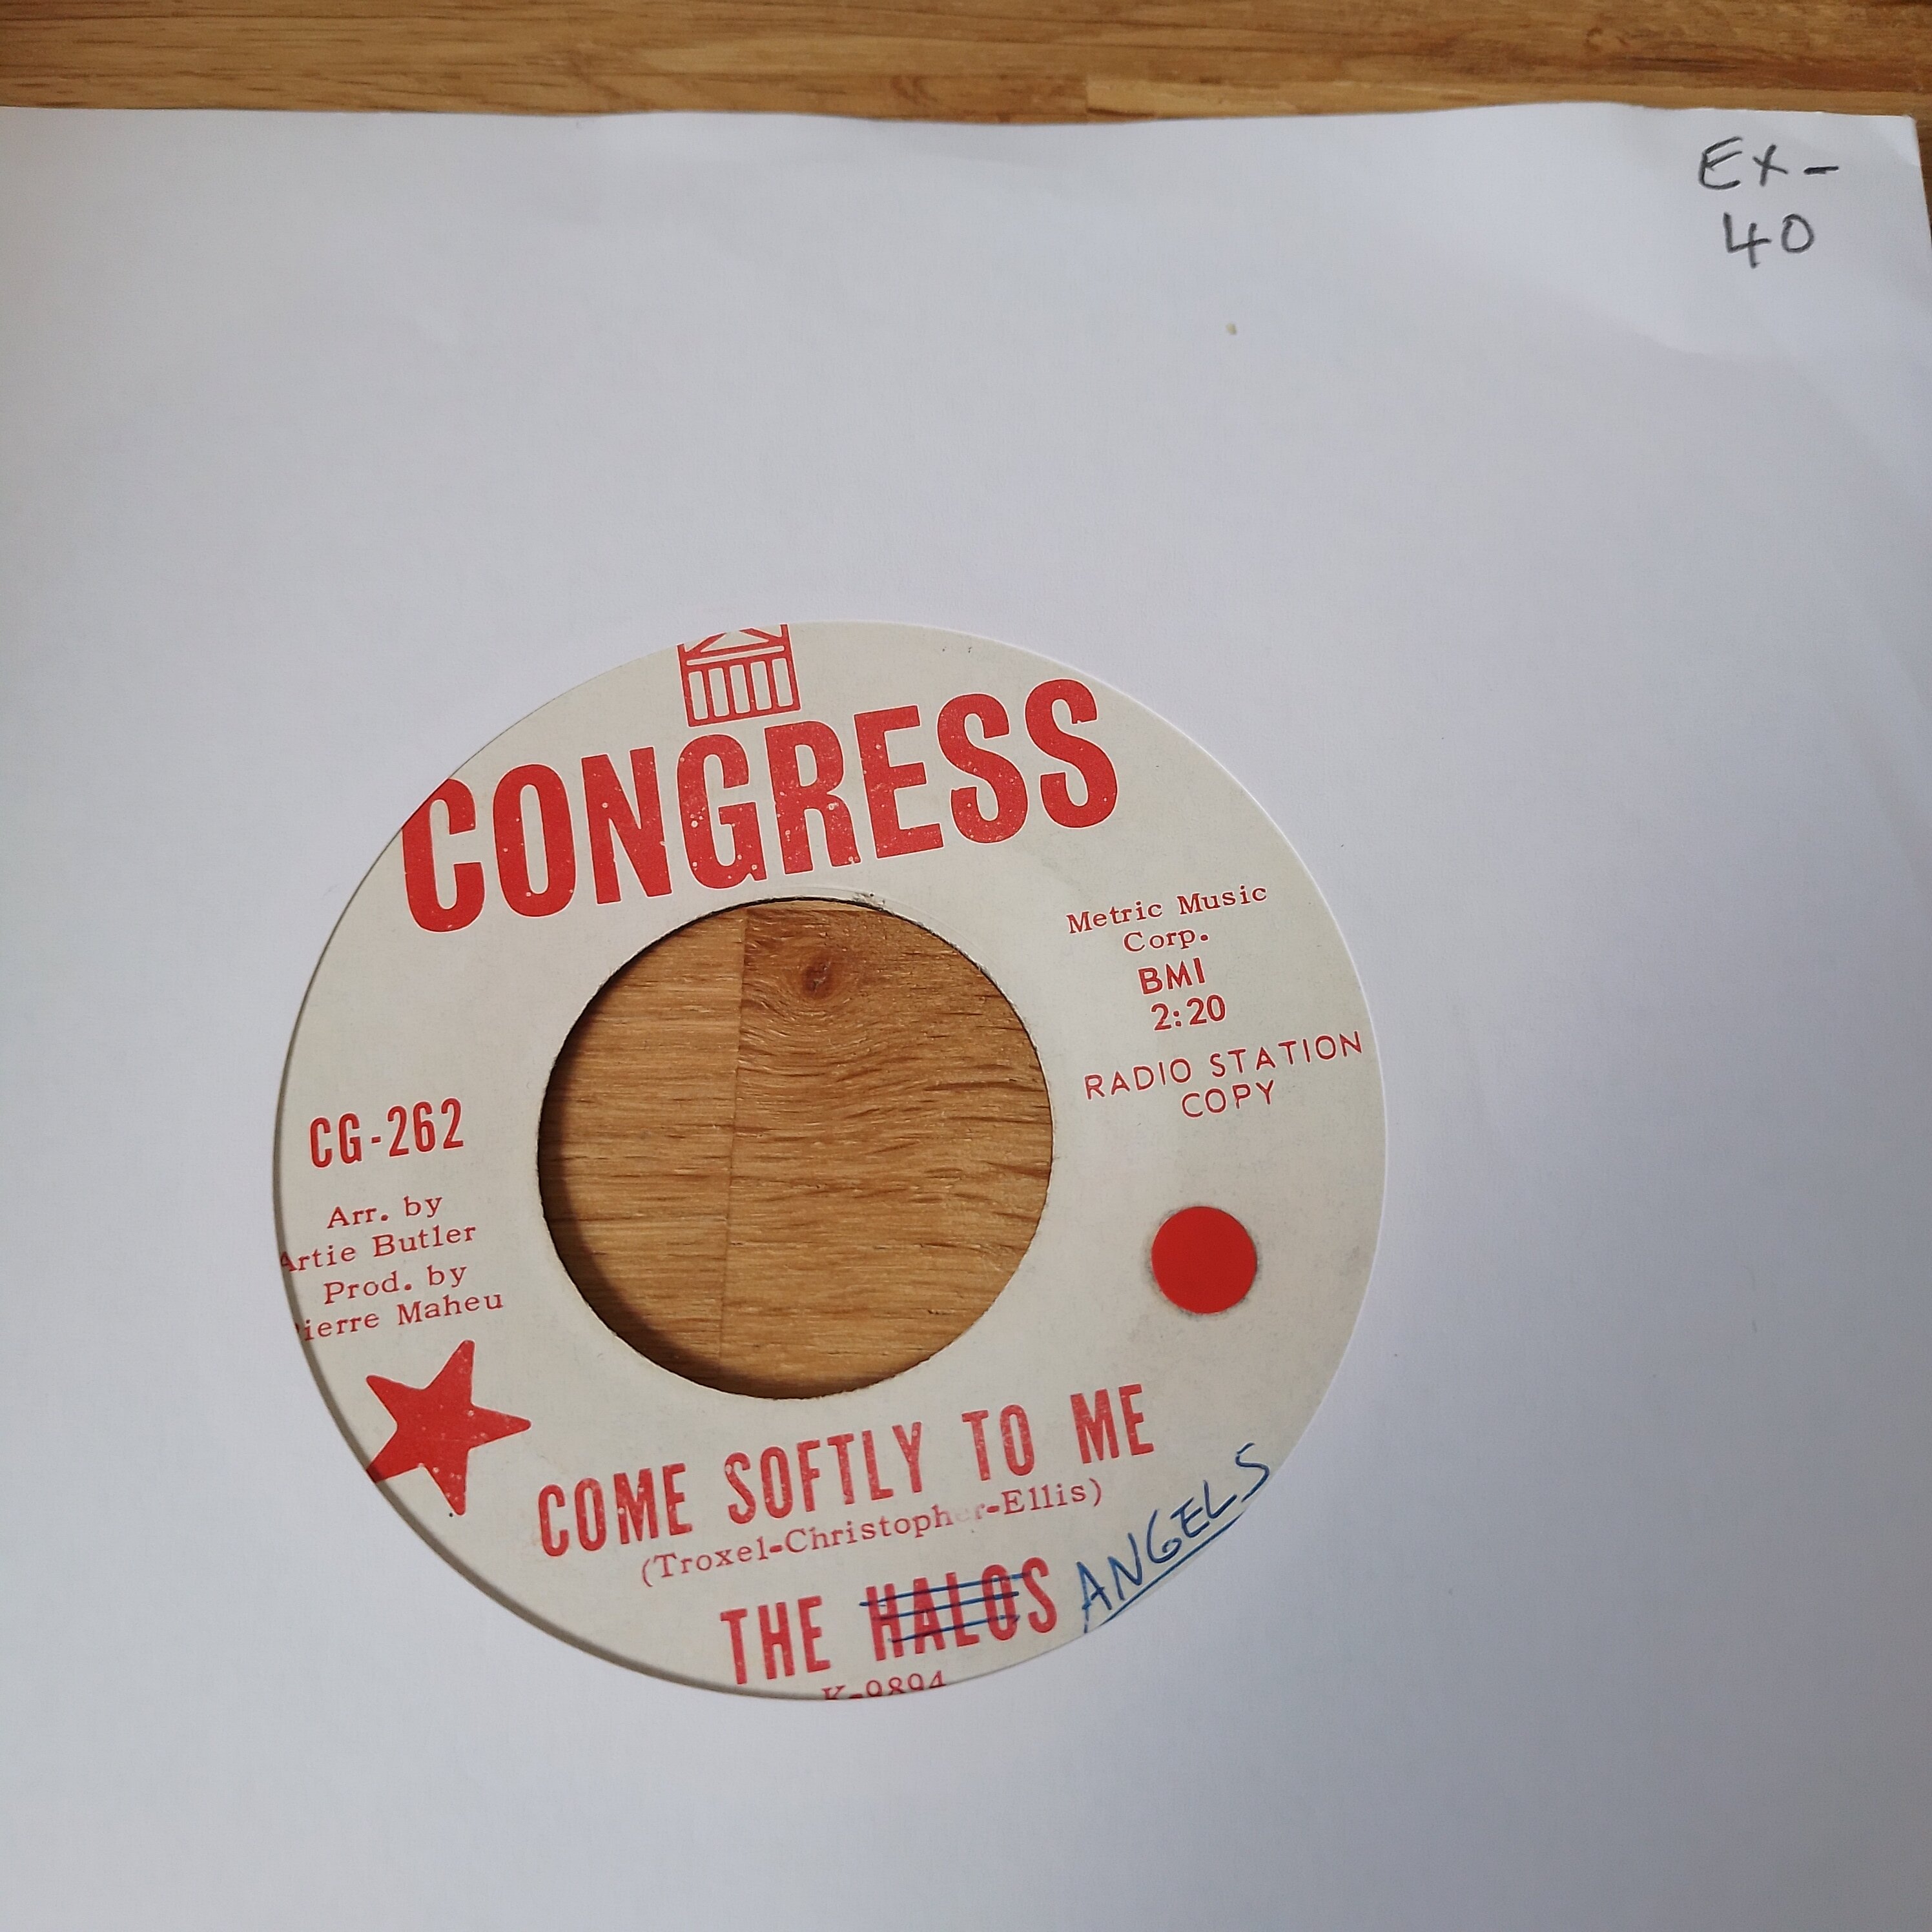 Ex-
40
CONGRESS
Metric Music
Corp.
BMI
2:20
RADIO STATION
COPY
CG-262
Arr. by
Artie Butler
Prod. by
Pierre Maheu
COME SOFTLY TO ME
(Troxel-Christopher-Ellis)
THE HALOS ANGELS
K-9894